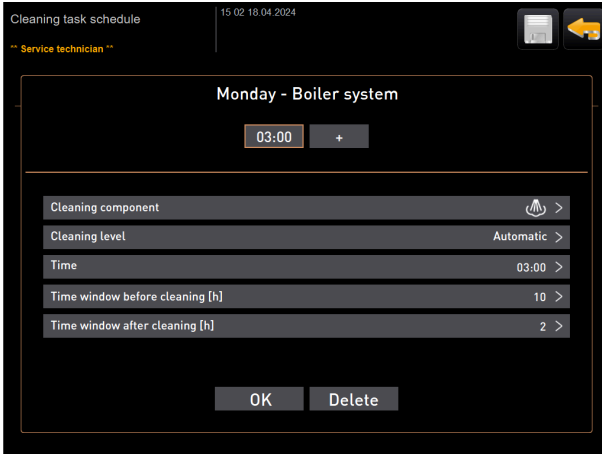 Cleaning task schedule
15 02 18.04.2024
** Service technician **
Monday - Boiler system
03:00 +
Cleaning component >
Cleaning level Automatic >
Time 03:00 >
Time window before cleaning [h] 10 >
Time window after cleaning [h] 2 >
OK Delete